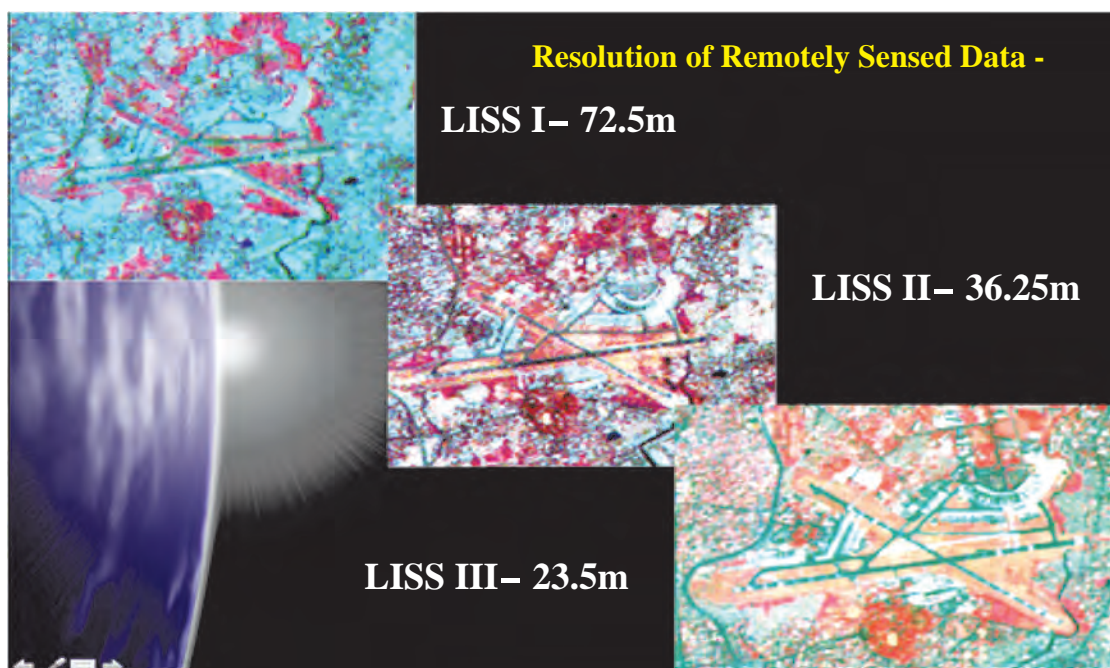 Resolution of Remotely Sensed Data -
LISS I– 72.5m
LISS II– 36.25m
LISS III– 23.5m